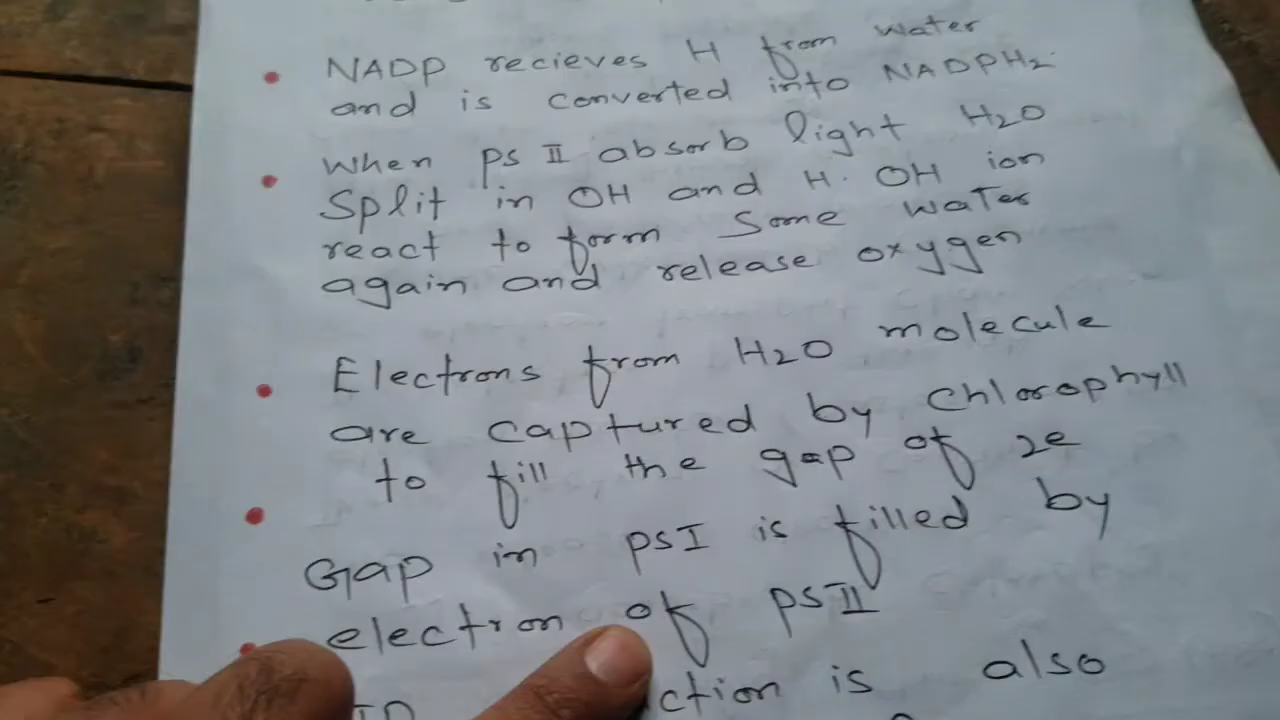 NADP recieves H from water
and is converted into NADPH2.
When PS II absorb light H2O
Split in OH and H. OH ion
react to form Some water
again and release oxygen
Electrons from H2O molecule
are captured by chlorophyll
to fill the gap of 2e
Gap in PSI is filled by
electron of PSII
is also